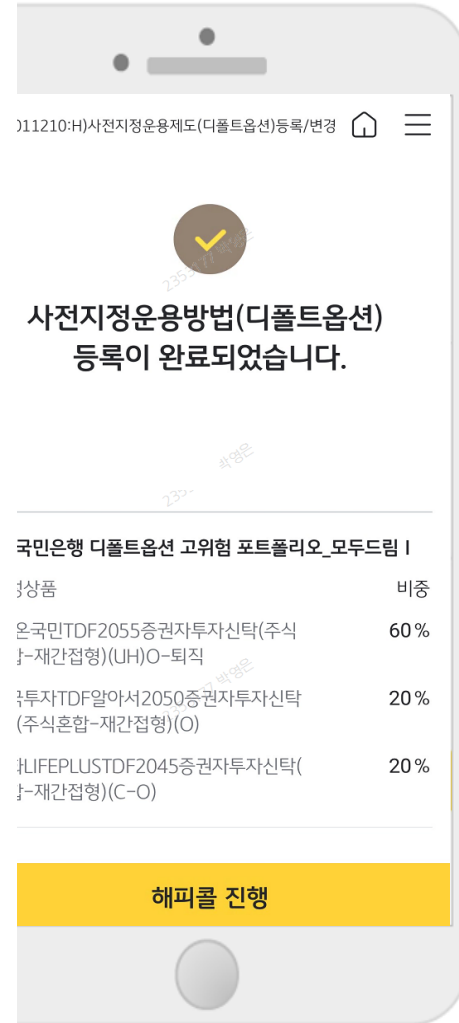 011210:H)사전지정운용제도(디폴트옵션)등록/변경
사전지정운용방법(디폴트옵션)
등록이 완료되었습니다.
박영은
국민은행 디폴트옵션 고위험 포트폴리오_모두드림 I
상품 비중
온국민TDF2055증권자투자신탁(주식 60%
합-재간접형)(UH)O-퇴직
투자TDF알아서2050증권자투자신탁 20%
(주식혼합-재간접형)(O)
LIFEPLUSTDF2045증권자투자신탁( 20%
합-재간접형)(C-O)
해피콜 진행